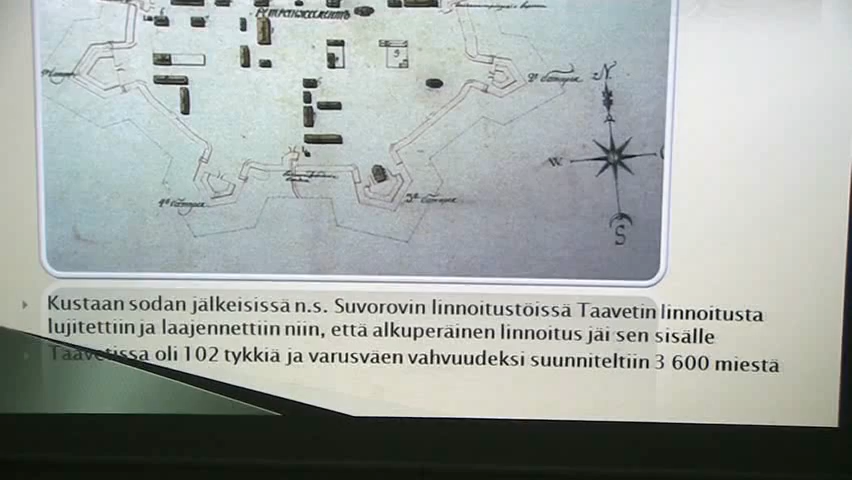 N
W
S
Kustaan sodan jälkeisissä n.s. Suvorovin linnoitustöissä Taavetin linnoitusta
lujitettiin ja laajennettiin niin, että alkuperäinen linnoitus jäi sen sisälle
Taavetissa oli 102 tykkiä ja varusväen vahvuudeksi suunniteltiin 3 600 miestä